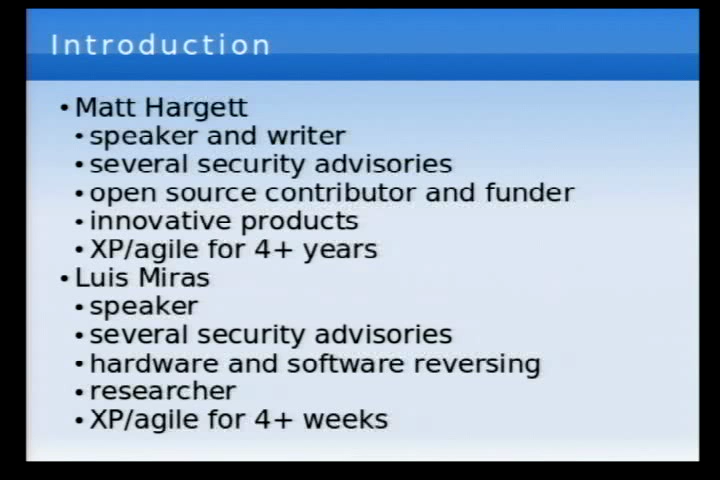 Introduction
• Matt Hargett
• speaker and writer
• several security advisories
• open source contributor and funder
• innovative products
• XP/agile for 4+ years
• Luis Miras
• speaker
• several security advisories
• hardware and software reversing
• researcher
• XP/agile for 4+ weeks